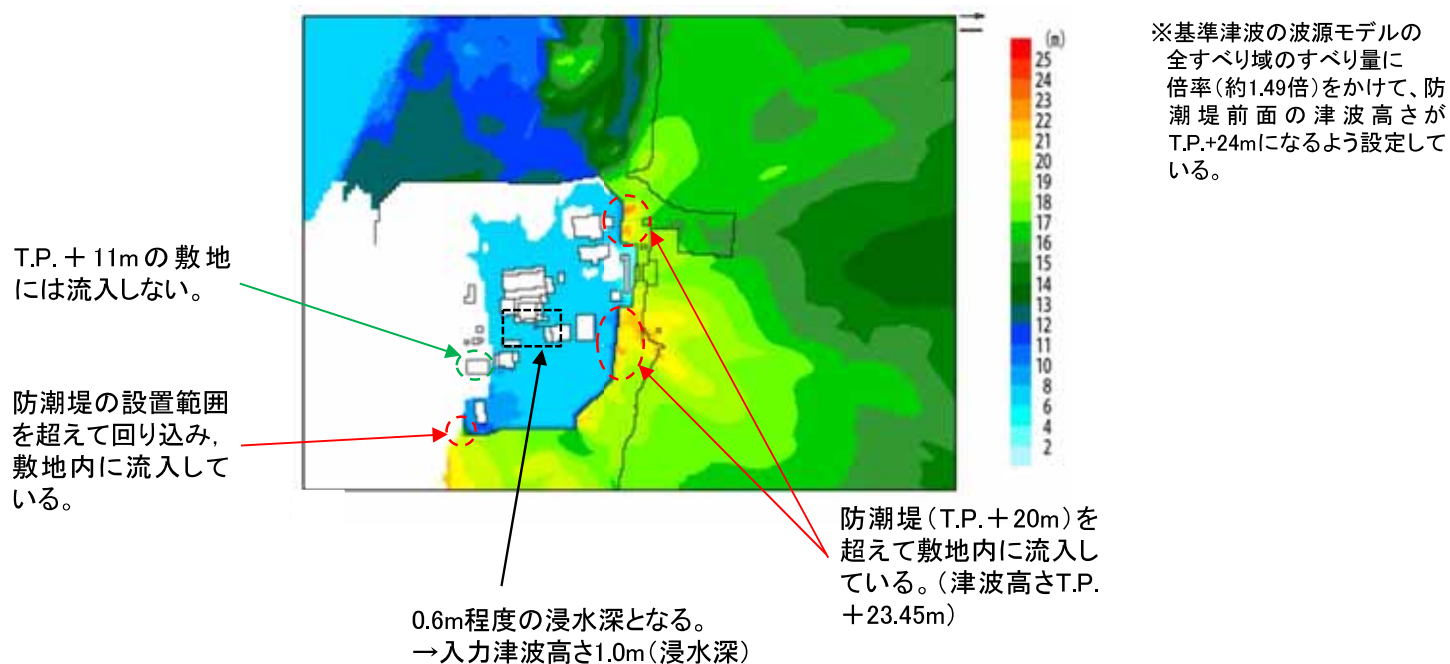 ※基準津波の波源モデルの
全すべり域のすべり量に
倍率(約1.49倍)をかけて、防
潮堤前面の津波高さが
T.P.+24mになるよう設定して
いる。
(m)
25
24
23
22
21
20
19
18
17
16
15
14
13
12
11
10
8
6
4
2
T.P.+11mの敷地
には流入しない。
防潮堤の設置範囲
を超えて回り込み,
敷地内に流入して
いる。
防潮堤(T.P.+20m)を
超えて敷地内に流入し
ている。(津波高さT.P.
+23.45m)
0.6m程度の浸水深となる。
→入力津波高さ1.0m(浸水深)